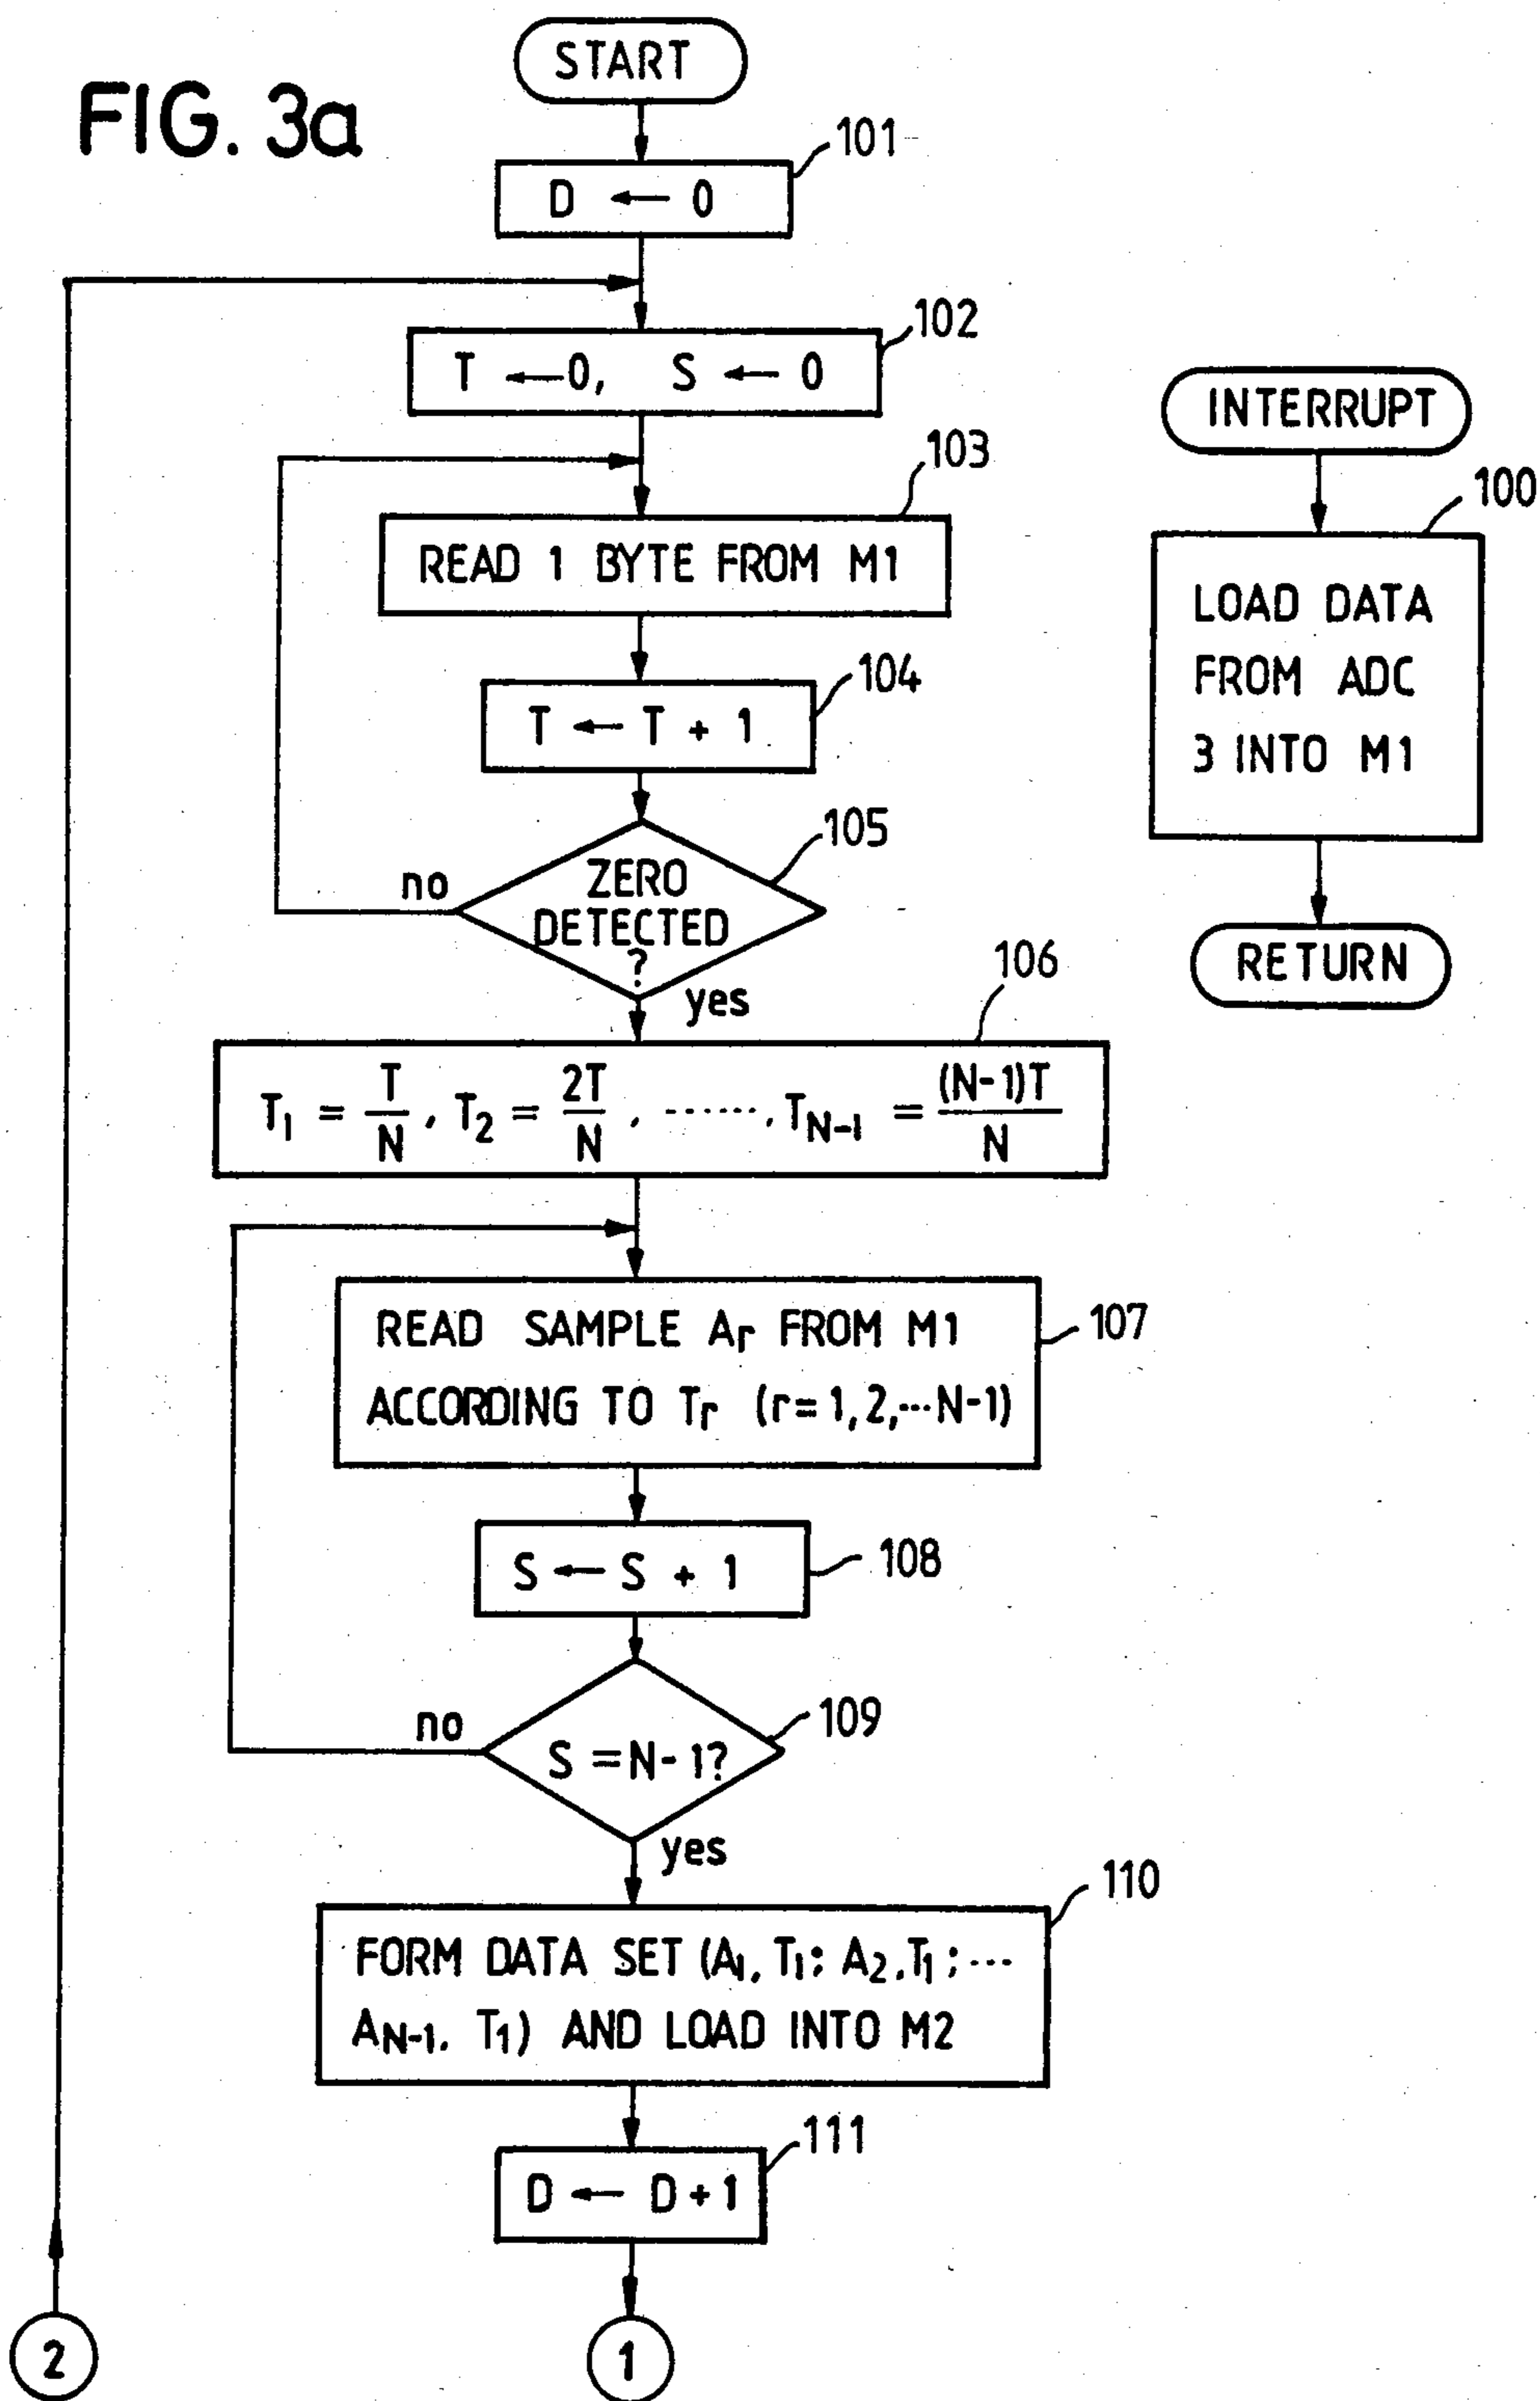 FIG. 3a
START
101
D ← 0
102
T ← 0, S ← 0
103
READ 1 BYTE FROM M1
104
T ← T + 1
105
ZERO
DETECTED
?
no
yes
106
T₁ = T/N, T₂ = 2T/N, ······, T_N-1 = (N-1)T/N
READ SAMPLE Ar FROM M1
ACCORDING TO Tr (r=1,2,···N-1)
107
S ← S + 1
108
109
S = N-1?
no
yes
110
FORM DATA SET (A₁, T₁; A₂, T₁; ···
A_N-1, T₁) AND LOAD INTO M2
111
D ← D+1
2
1
INTERRUPT
100
LOAD DATA
FROM ADC
3 INTO M1
RETURN